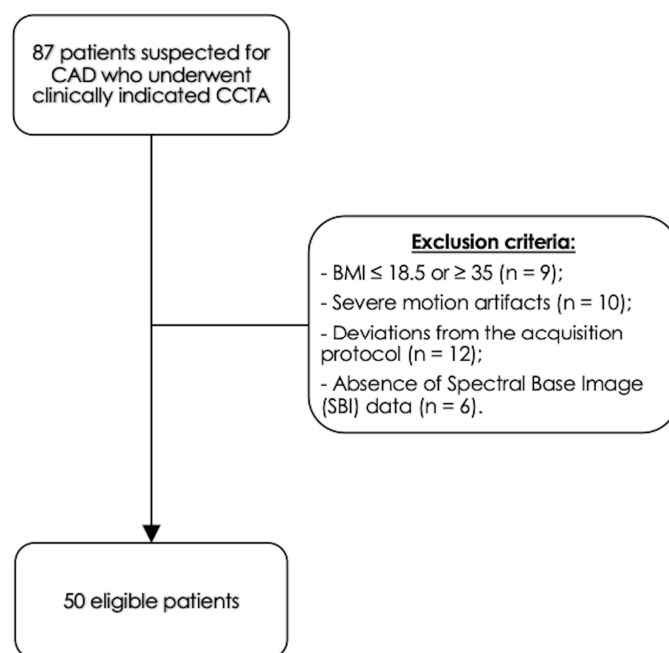 87 patients suspected for
CAD who underwent
clinically indicated CCTA
Exclusion criteria:
- BMI ≤ 18.5 or ≥ 35 (n = 9);
- Severe motion artifacts (n = 10);
- Deviations from the acquisition
protocol (n = 12);
- Absence of Spectral Base Image
(SBI) data (n = 6).
50 eligible patients